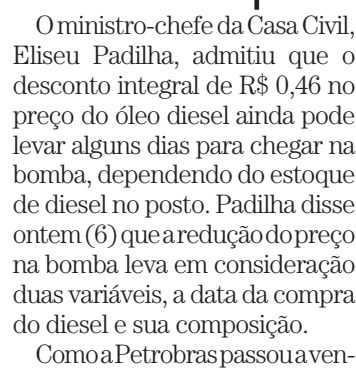 O ministro-chefe da Casa Civil,
Eliseu Padilha, admitiu que o
desconto integral de R$ 0,46 no
preço do óleo diesel ainda pode
levar alguns dias para chegar na
bomba, dependendo do estoque
de diesel no posto. Padilha disse
ontem (6) que a redução do preço
na bomba leva em consideração
duas variáveis, a data da compra
do diesel e sua composição.
Como a Petrobras passou a ven-